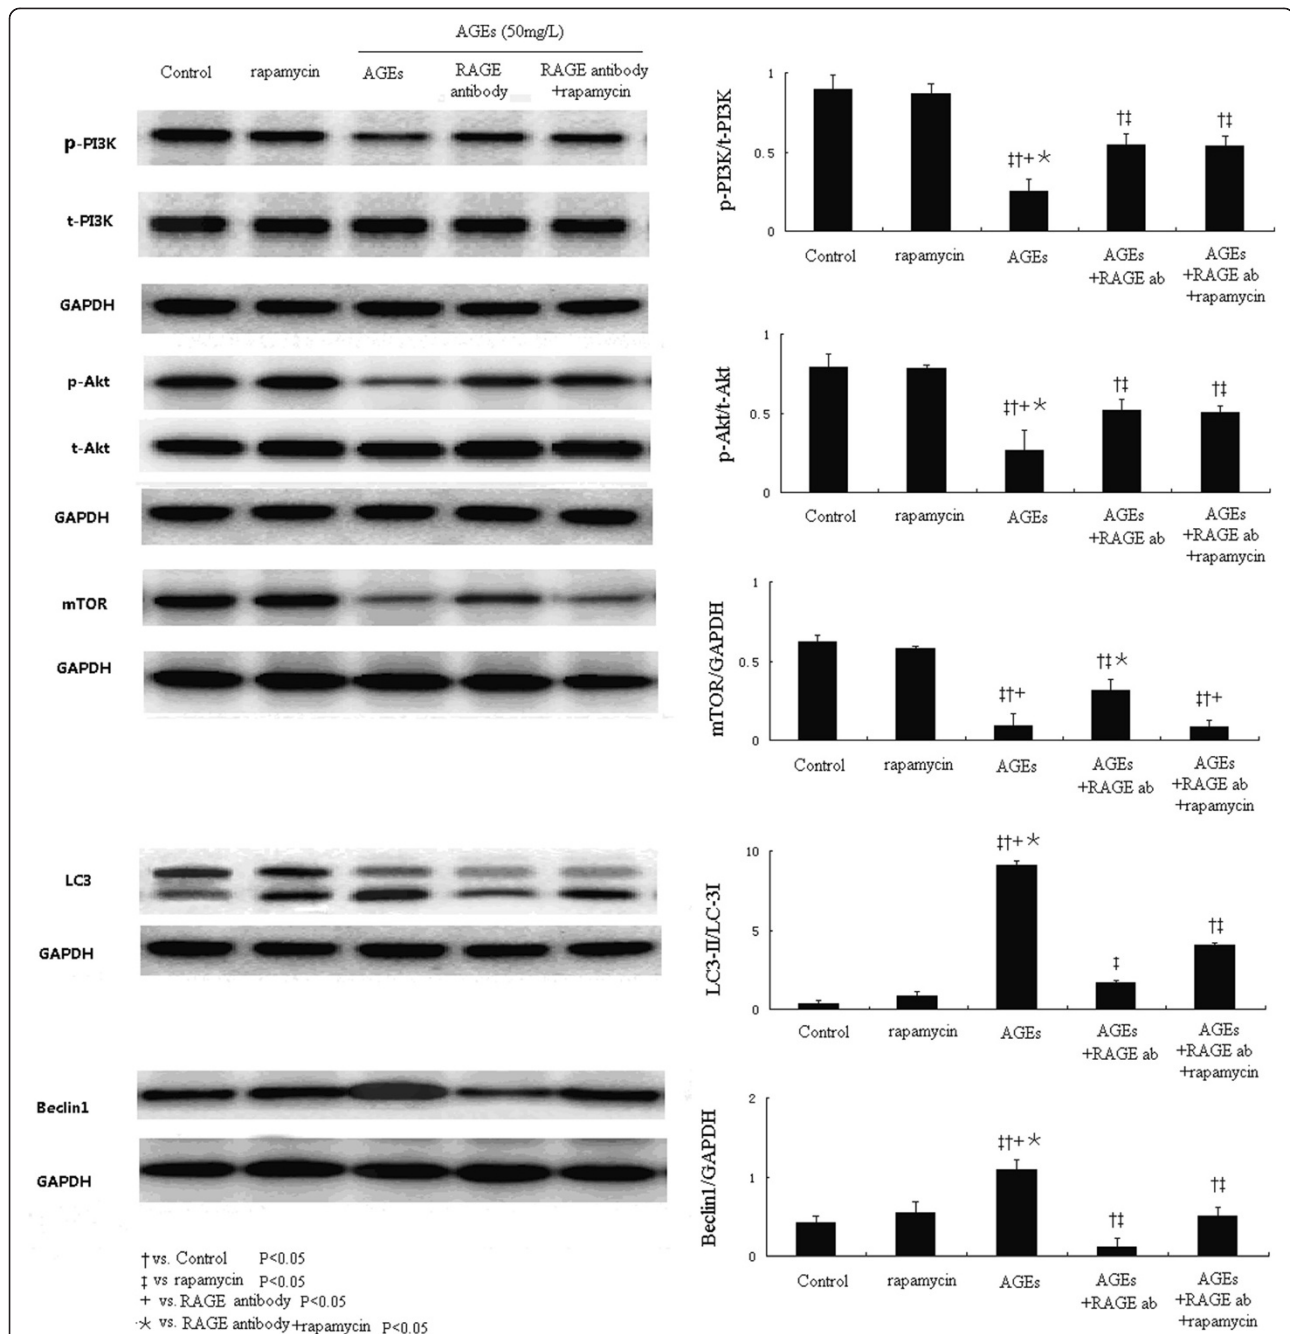 AGEs (50mg/L)
Control rapamycin AGEs RAGE antibody RAGE antibody +rapamycin
p-PI3K
t-PI3K
GAPDH
p-Akt
t-Akt
GAPDH
mTOR
GAPDH
LC3
GAPDH
Beclin1
GAPDH
† vs. Control P<0.05
‡ vs rapamycin P<0.05
+ vs. RAGE antibody P<0.05
* vs. RAGE antibody+rapamycin P<0.05
p-PI3K/t-PI3K
1
0.5
0
‡†+*
†‡
†‡
Control rapamycin AGEs AGEs +RAGE ab AGEs +RAGE ab +rapamycin
p-Akt/t-Akt
1
0.5
0
‡†+*
†‡
†‡
Control rapamycin AGEs AGEs +RAGE ab AGEs +RAGE ab +rapamycin
mTOR/GAPDH
1
0.5
0
‡†+
†‡*
‡†+
Control rapamycin AGEs AGEs +RAGE ab AGEs +RAGE ab +rapamycin
LC3-II/LC-3I
10
5
0
‡†+*
‡
†‡
Control rapamycin AGEs AGEs +RAGE ab AGEs +RAGE ab +rapamycin
Beclin1/GAPDH
2
1
0
‡†+*
†‡
†‡
Control rapamycin AGEs AGEs +RAGE ab AGEs +RAGE ab +rapamycin